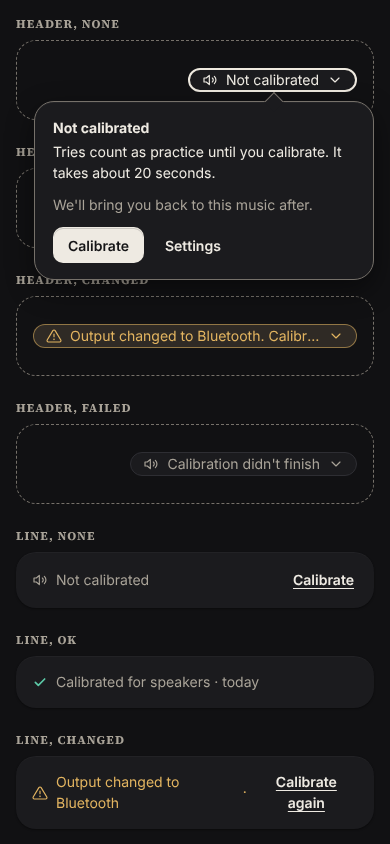 HEADER, NONE
Not calibrated
Not calibrated
Tries count as practice until you calibrate. It
takes about 20 seconds.
We'll bring you back to this music after.
Calibrate Settings
HE
HEADER, CHANGED
Output changed to Bluetooth. Calibr...
HEADER, FAILED
Calibration didn't finish
LINE, NONE
Not calibrated Calibrate
LINE, OK
Calibrated for speakers · today
LINE, CHANGED
Output changed to
Bluetooth · Calibrate
again